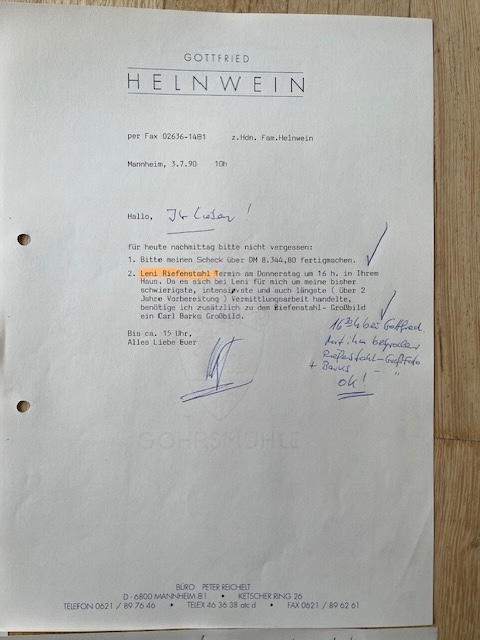 GOTTFRIED
HELNWEIN
per Fax 02636-1481 z.Hdn. Fam.Helnwein
Mannheim, 3.7.90 10h
Hallo, Ihr Lieben!
für heute nachmittag bitte nicht vergessen:
1. Bitte meinen Scheck über DM 8.344,80 fertigmachen.
2. Leni Riefenstahl Termin am Donnerstag um 16 h. in Ihrem
Haus. Da es sich bei Leni für mich um meine bisher
schwierigste, intensivste und auch längste ( über 2
Jahre Vorbereitung ) Vermittlungsarbeit handelte,
benötige ich zusätzlich zu dem Riefenstahl- Großbild
ein Carl Barks Großbild.
Bis ca. 15 Uhr,
Alles Liebe Euer
bei Gottfried
mit ihm besprochen
Riefenstahl-Großfoto
+ Barks - " -
ok!
GOHRSMÜHLE
BÜRO PETER REICHELT
D - 6800 MANNHEIM 81 • KETSCHER RING 26
TELEFON 0621 / 89 76 46 • TELEX 46 36 38 atc d • FAX 0621 / 89 62 61